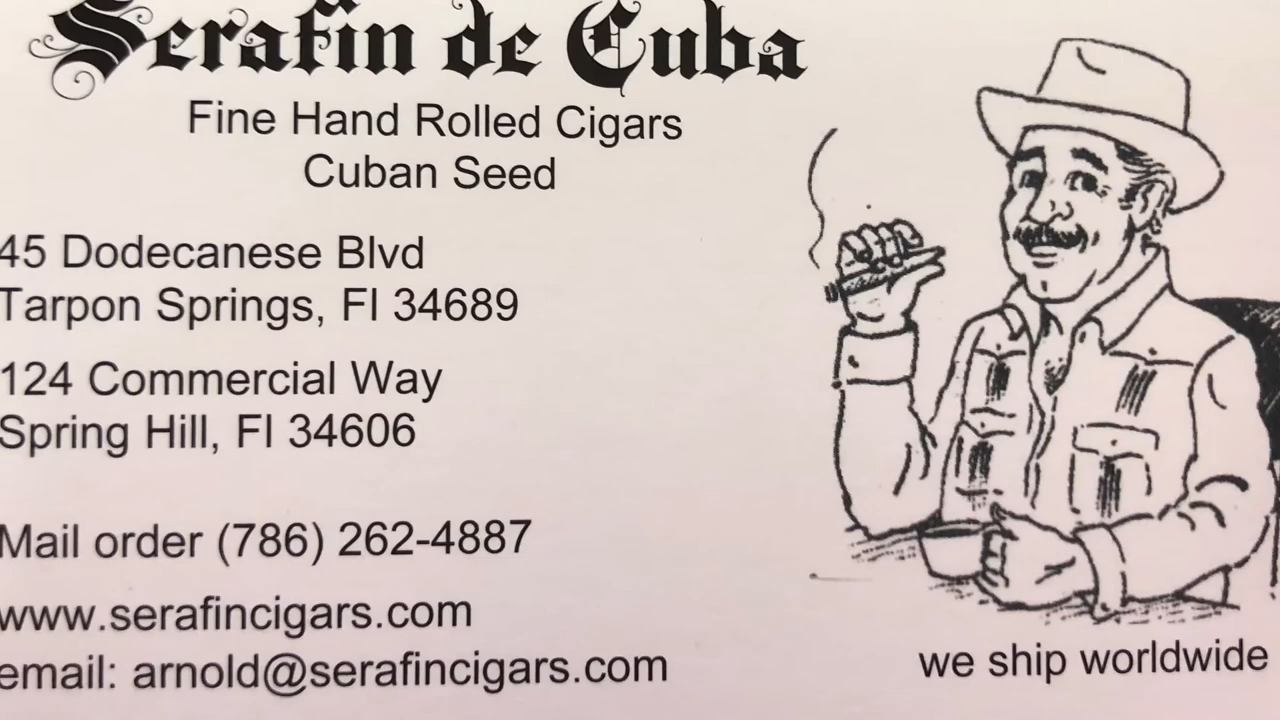 Serafin de Cuba
Fine Hand Rolled Cigars
Cuban Seed
45 Dodecanese Blvd
Tarpon Springs, Fl 34689
124 Commercial Way
Spring Hill, Fl 34606
Mail order (786) 262-4887
www.serafincigars.com
email: arnold@serafincigars.com
we ship worldwide